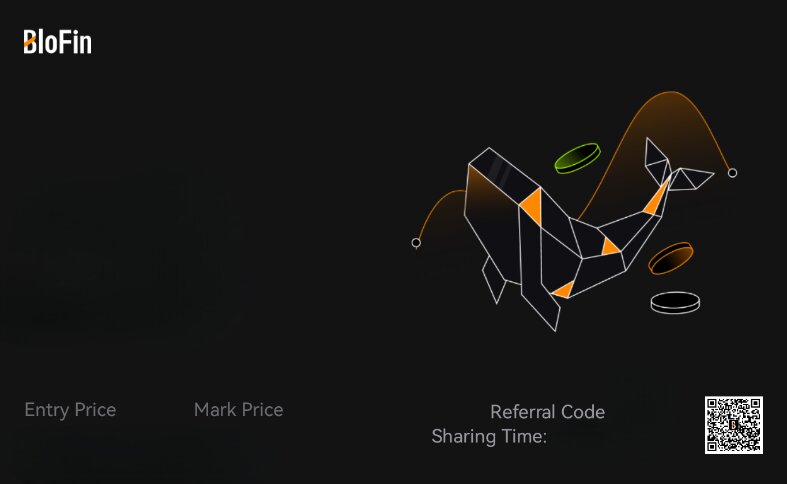 BloFin
Entry Price
Mark Price
Referral Code
Sharing Time: